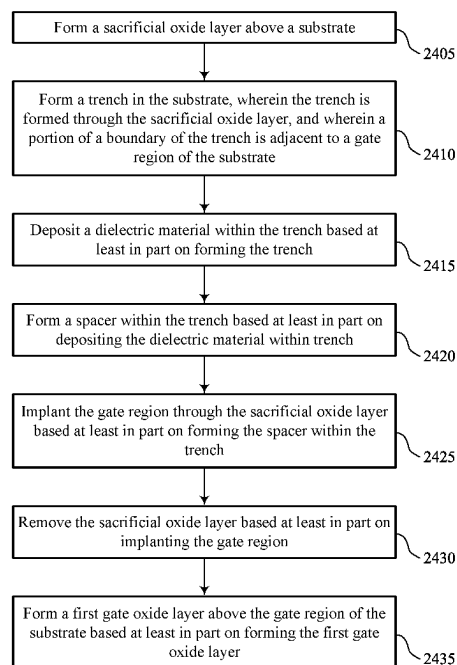 Form a sacrificial oxide layer above a substrate
2405
Form a trench in the substrate, wherein the trench is
formed through the sacrificial oxide layer, and wherein a
portion of a boundary of the trench is adjacent to a gate
region of the substrate
2410
Deposit a dielectric material within the trench based at
least in part on forming the trench
2415
Form a spacer within the trench based at least in part on
depositing the dielectric material within trench
2420
Implant the gate region through the sacrificial oxide layer
based at least in part on forming the spacer within the
trench
2425
Remove the sacrificial oxide layer based at least in part on
implanting the gate region
2430
Form a first gate oxide layer above the gate region of the
substrate based at least in part on forming the first gate
oxide layer
2435